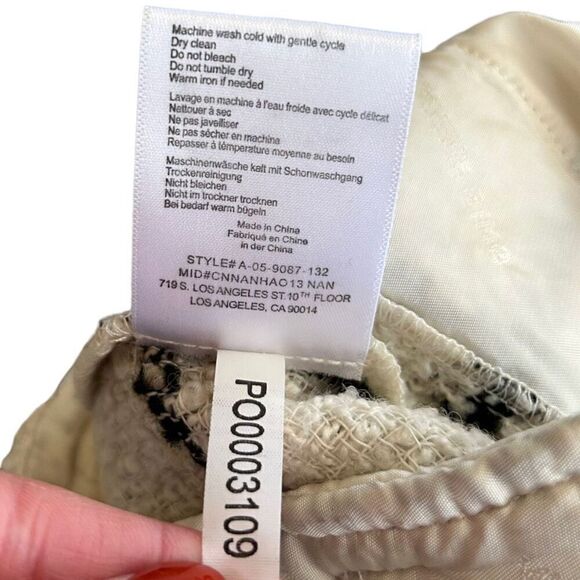 Machine wash cold with gentle cycle
Dry clean
Do not bleach
Do not tumble dry
Warm iron if needed
Lavage en machine à l'eau froide avec cycle délicat
Nattouer à sec
Ne pas javelliser
Ne pas sécher en machine
Repasser à témperature moyenne au besoin
Maschinenwäsche kalt mit Schonwaschgang
Trockenreinigung
Nicht bleichen
Nicht im trockner trocknen
Bei bedarf warm bügeln
Made in China
Fabriqué en Chine
in der China
STYLE# A-05-9087-132
MID#CNNANHAO13 NAN
719 S. LOS ANGELES ST.10TH FLOOR
LOS ANGELES, CA 90014
PO0003109